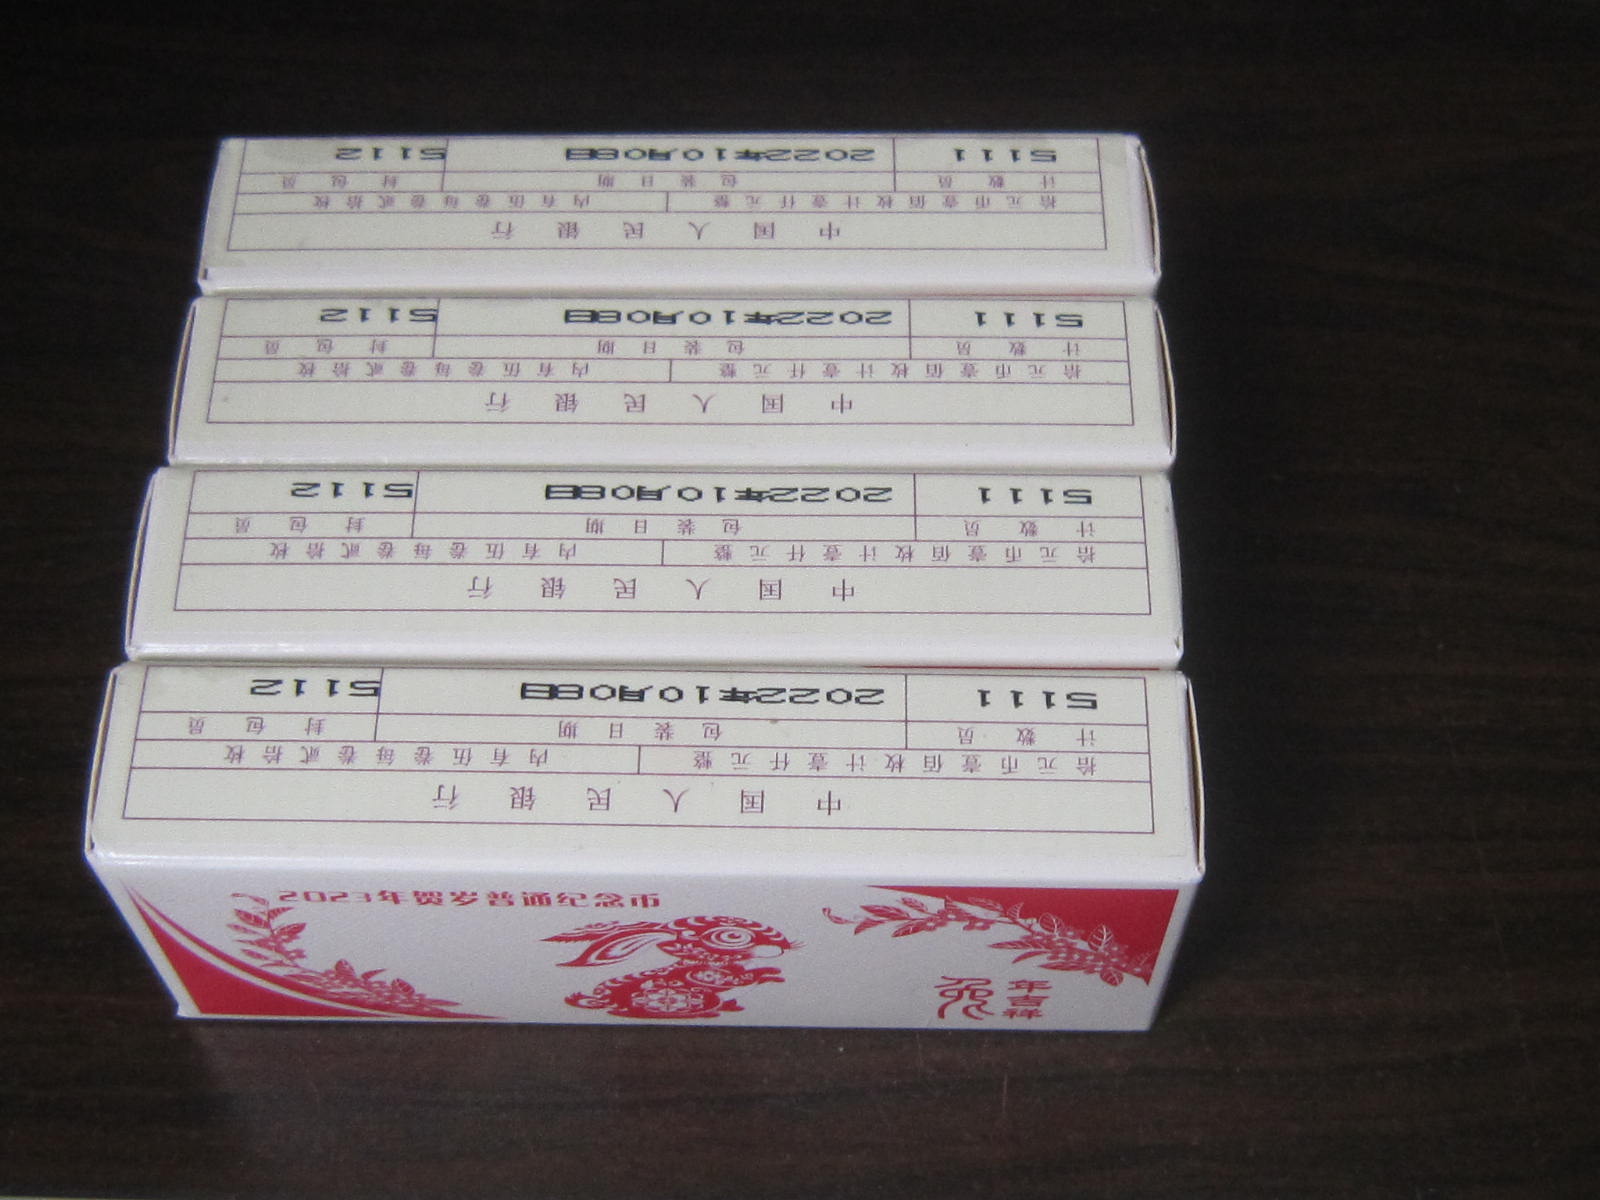 中国人民银行
拾元币壹佰枚计壹仟元整 内有伍卷每卷贰拾枚
计数员 包装日期 封包员
5111 2022年10月08日 5112
中国人民银行
拾元币壹佰枚计壹仟元整 内有伍卷每卷贰拾枚
计数员 包装日期 封包员
5111 2022年10月08日 5112
中国人民银行
拾元币壹佰枚计壹仟元整 内有伍卷每卷贰拾枚
计数员 包装日期 封包员
5111 2022年10月08日 5112
中国人民银行
拾元币壹佰枚计壹仟元整 内有伍卷每卷贰拾枚
计数员 包装日期 封包员
5111 2022年10月08日 5112
2023年贺岁普通纪念币
兔年吉祥